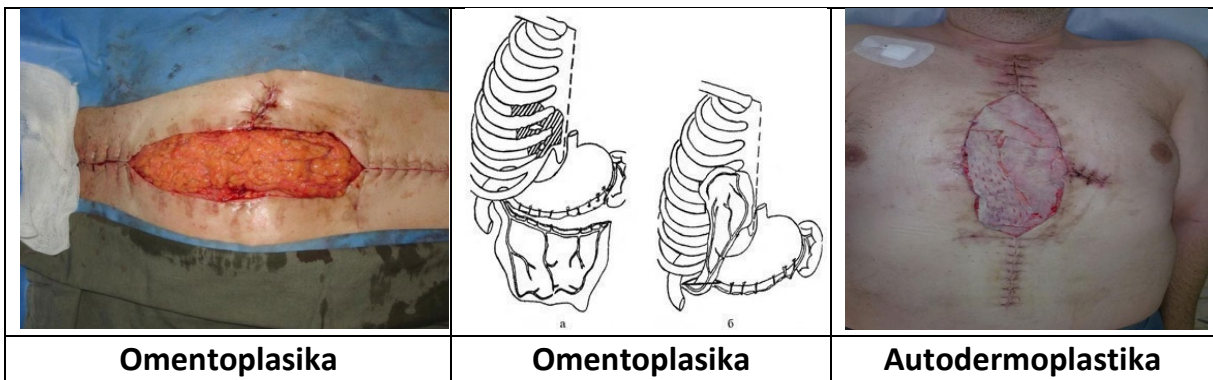 а
б
Omentoplasika
Omentoplasika
Autodermoplastika